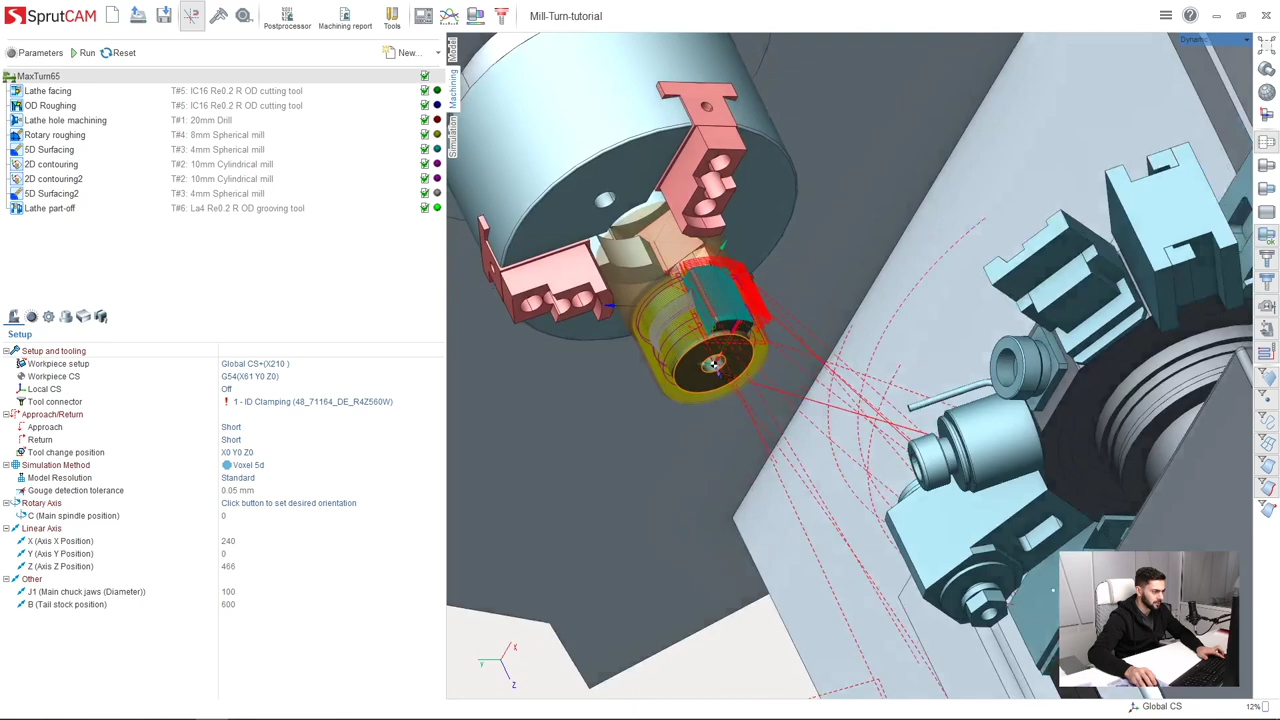 SprutCAM
Postprocessor
Machining report
Tools
Mill-Turn-tutorial
Parameters
Run
Reset
New...
Dynamic
MaxTurn65
Lathe facing
OD Roughing
T#5: C16 Re0.2 R OD cutting tool
Lathe hole machining
T#1: 20mm Drill
Rotary roughing
T#4: 8mm Spherical mill
5D Surfacing
T#3: 4mm Spherical mill
2D contouring
T#2: 10mm Cylindrical mill
2D contouring2
T#2: 10mm Cylindrical mill
5D Surfacing2
T#3: 4mm Spherical mill
Lathe part-off
T#6: La4 Re0.2 R OD grooving tool
Model
Machining
Simulation
Setup
Setup and tooling
Workpiece setup
Global CS+(X210 )
Workpiece CS
G54(X61 Y0 Z0)
Local CS
Off
Tool connector
1 - ID Clamping (48_71164_DE_R4Z560W)
Approach/Return
Approach
Short
Return
Short
Tool change position
X0 Y0 Z0
Simulation Method
Voxel 5d
Model Resolution
Standard
Gouge detection tolerance
0.05 mm
Rotary Axis
Click button to set desired orientation
C (Main spindle position)
0
Linear Axis
X (Axis X Position)
240
Y (Axis Y Position)
0
Z (Axis Z Position)
466
Other
J1 (Main chuck jaws (Diameter))
100
B (Tail stock position)
600
X
Y
Z
Global CS
12%